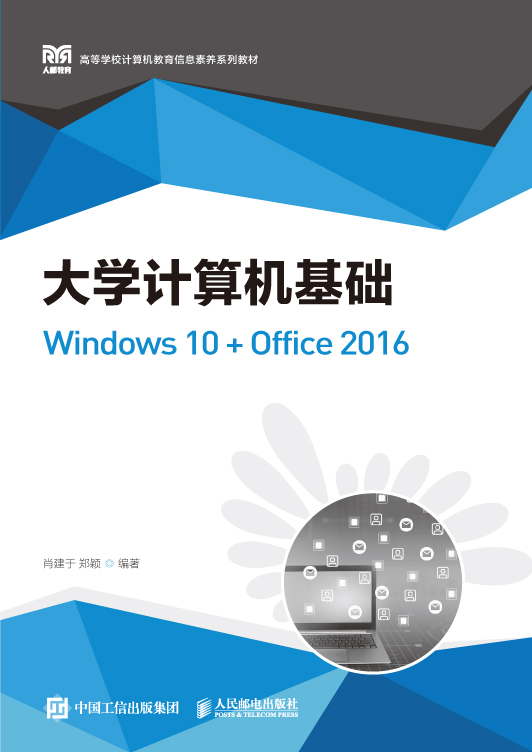 人邮教育
高等学校计算机教育信息素养系列教材
大学计算机基础
Windows 10 + Office 2016
肖建于 郑颖 ◎ 编著
中国工信出版集团
人民邮电出版社
POSTS & TELECOM PRESS